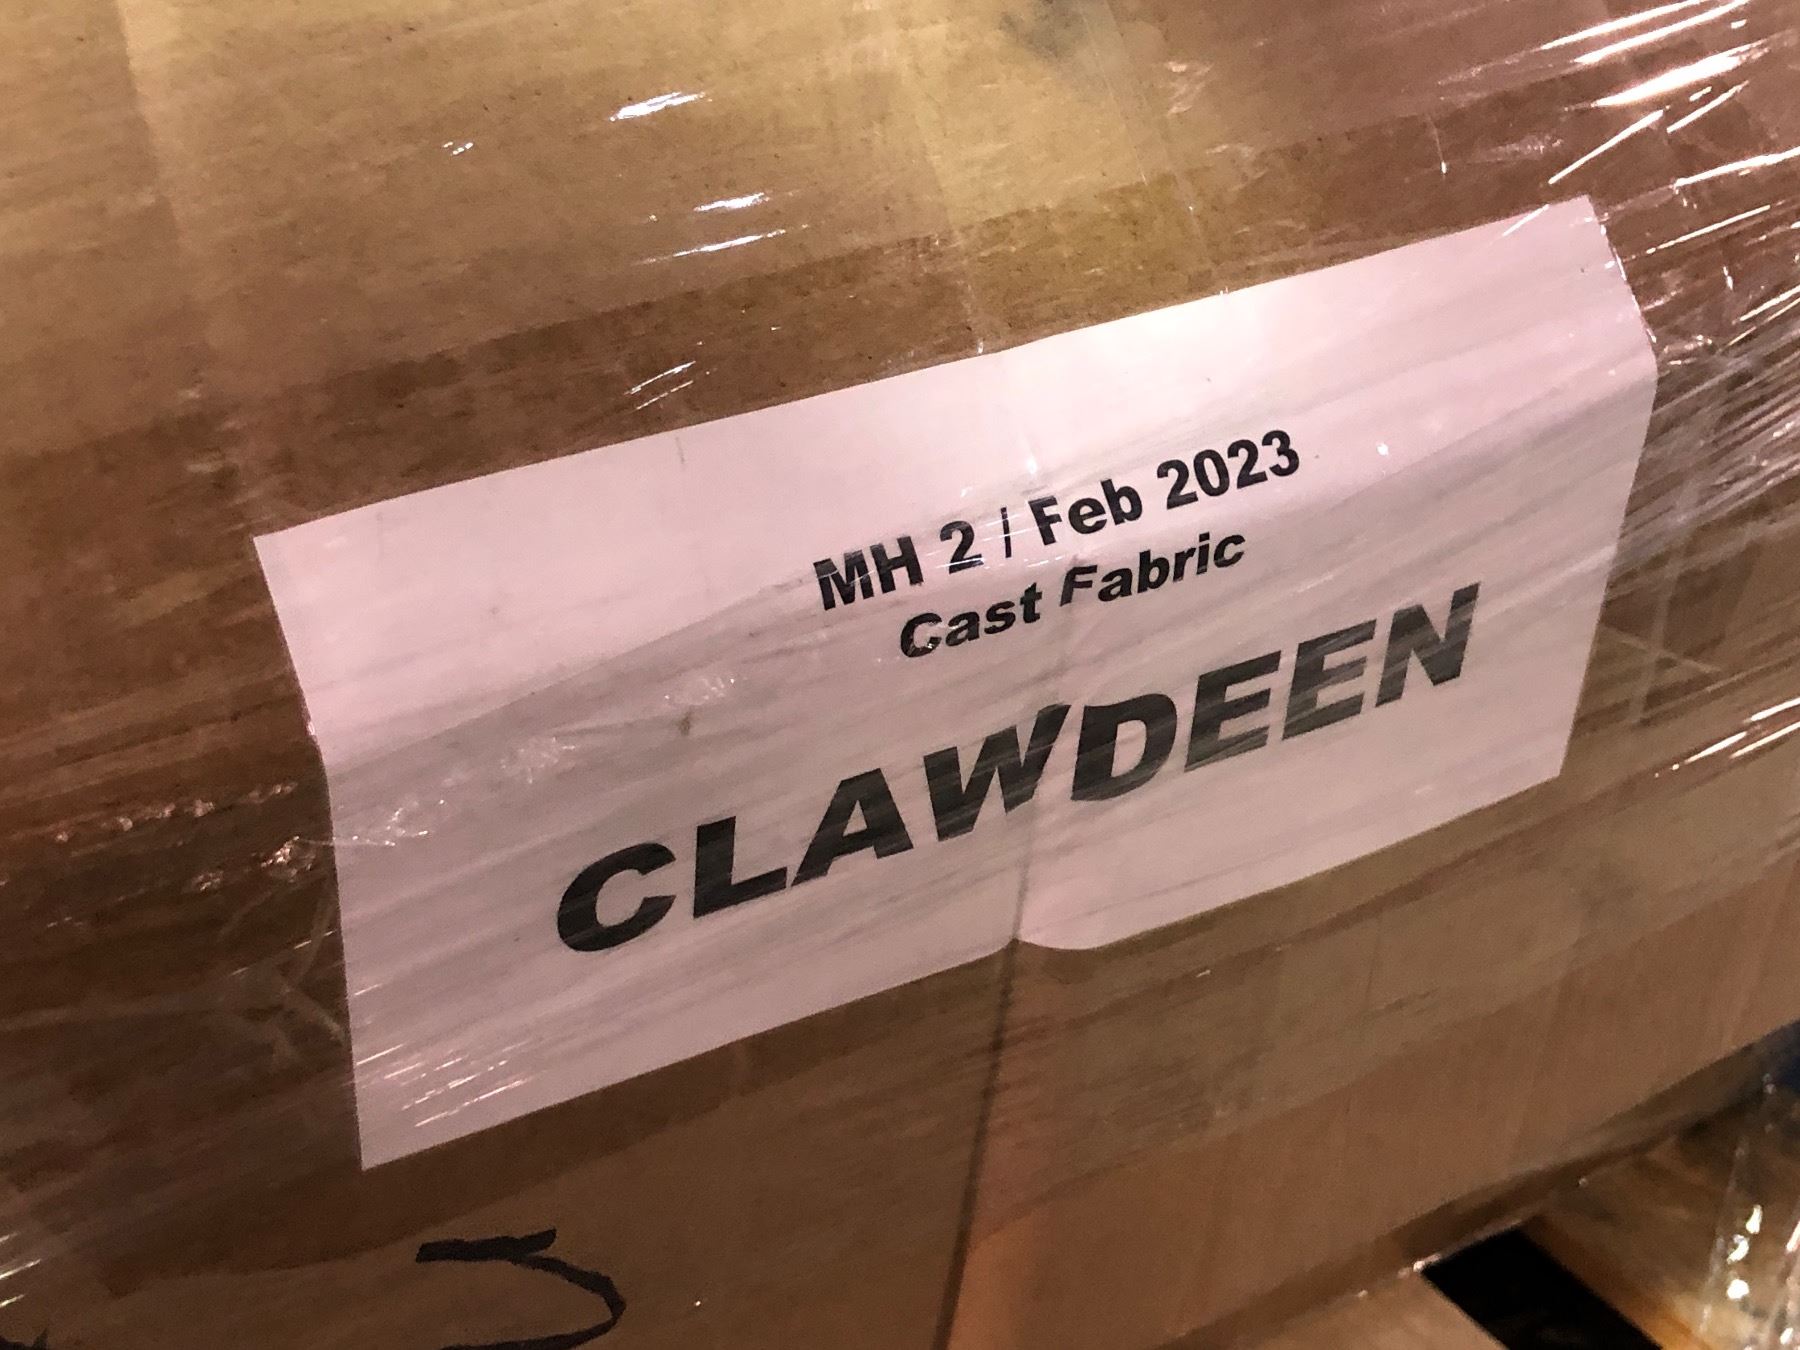 MH 2 / Feb 2023
Cast Fabric
CLAWDEEN